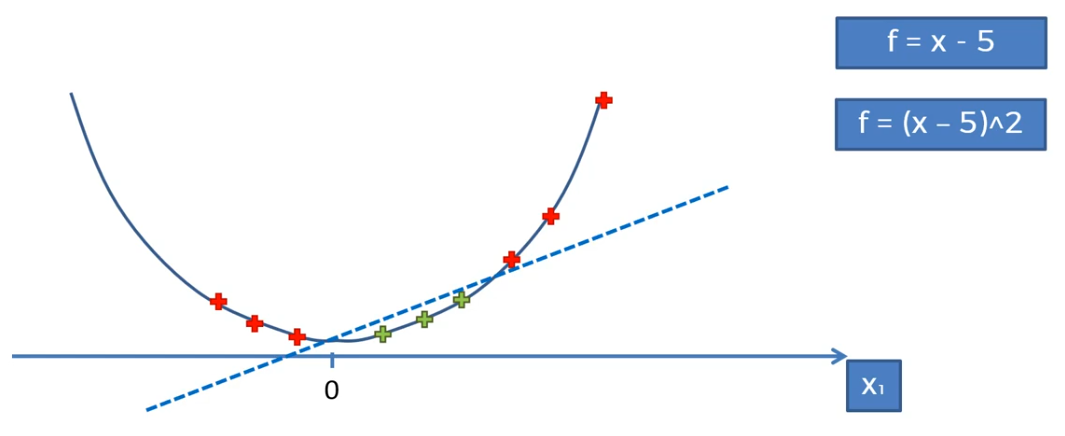 f = x - 5
f = (x – 5)^2
0
x₁